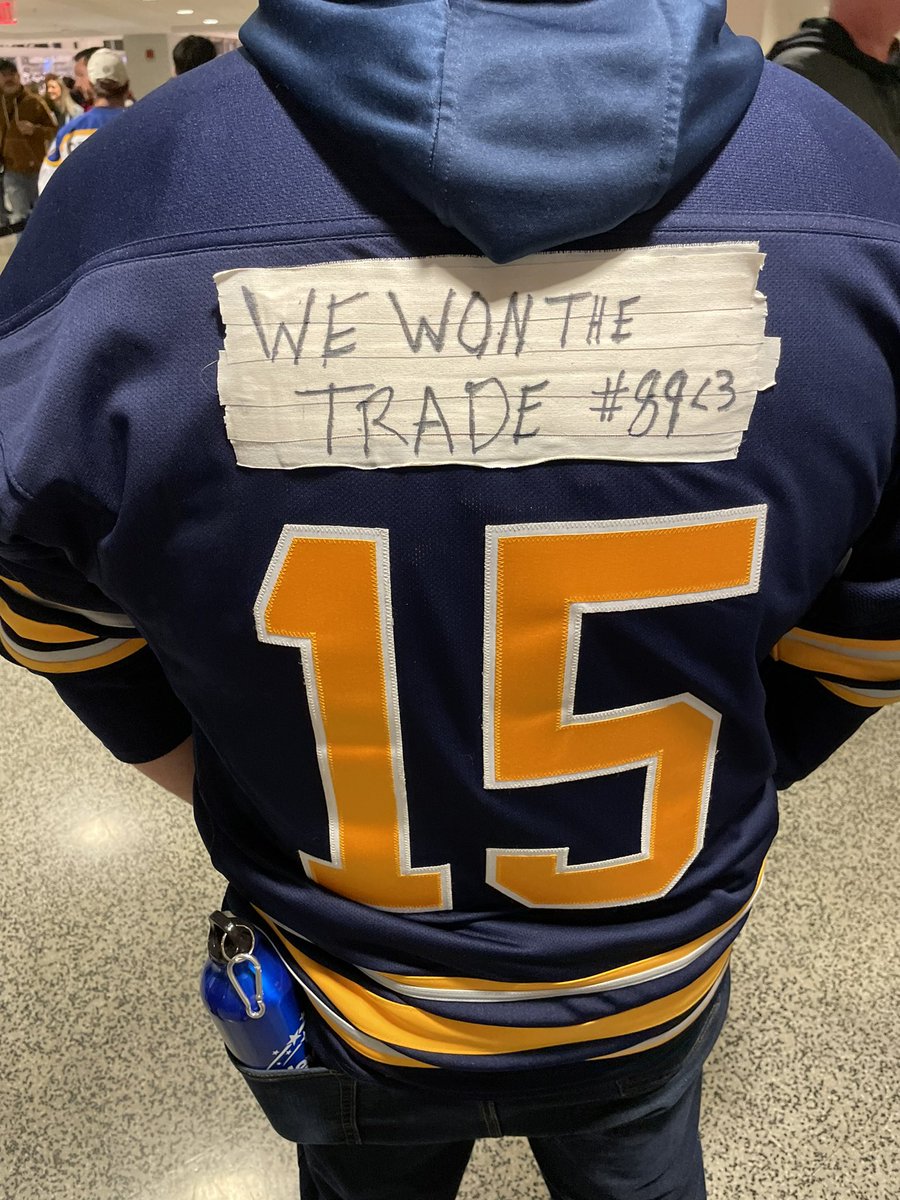 WE WON THE
TRADE #89<3
15